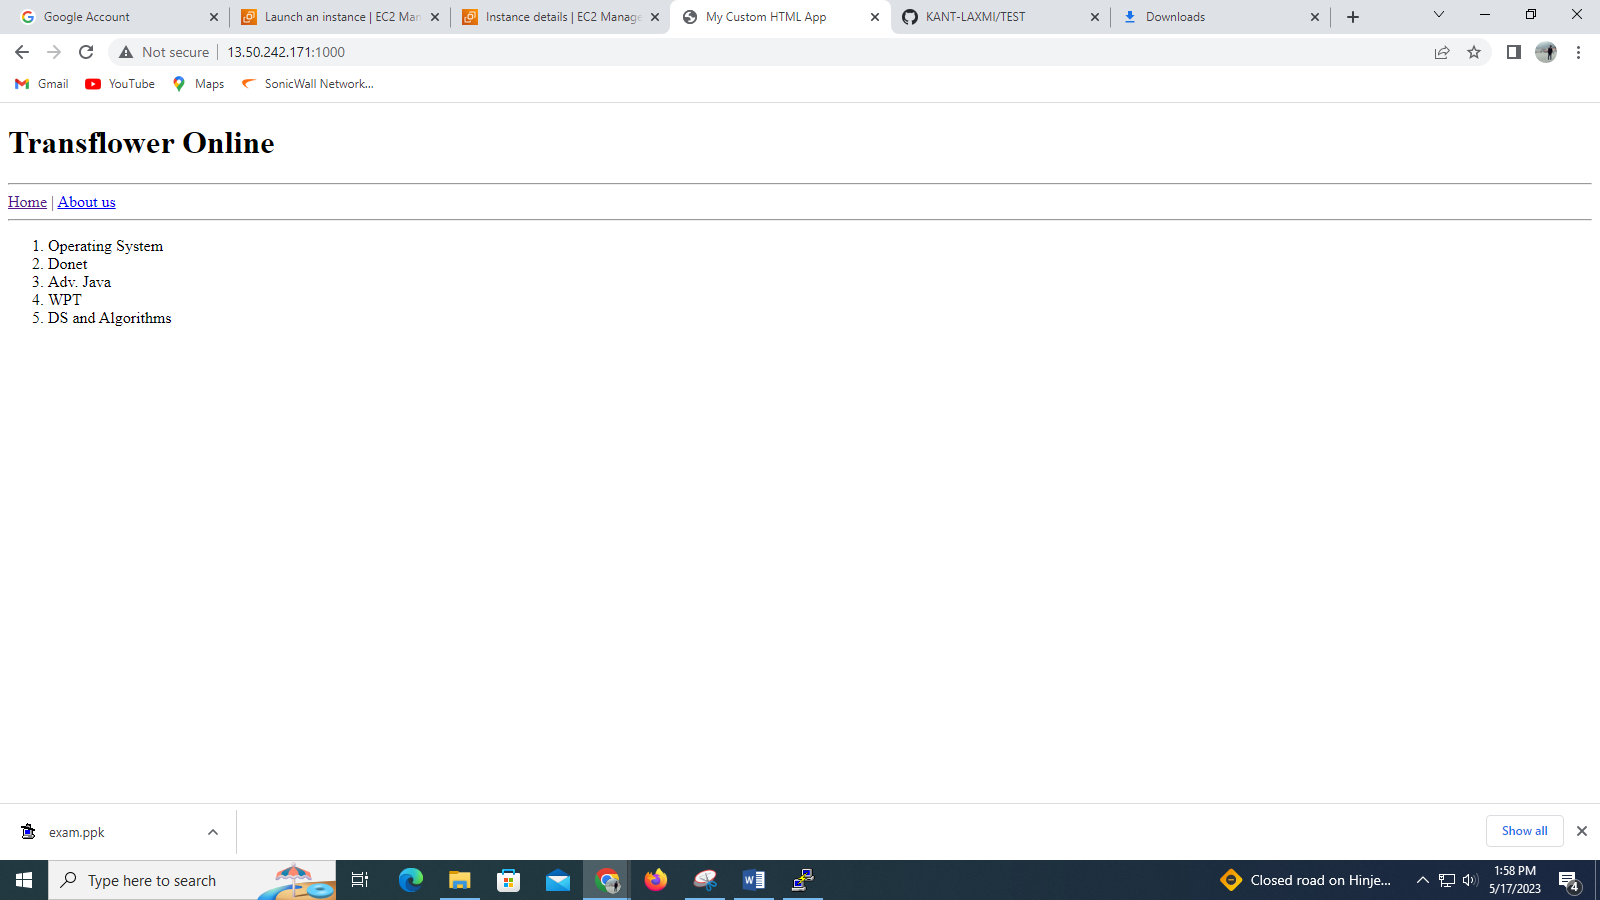 Google Account
Launch an instance | EC2 Man
Instance details | EC2 Manage
My Custom HTML App
KANT-LAXMI/TEST
Downloads
Not secure
13.50.242.171:1000
Gmail
YouTube
Maps
SonicWall Network...
Transflower Online
Home | About us
1. Operating System
2. Donet
3. Adv. Java
4. WPT
5. DS and Algorithms
exam.ppk
Show all
Type here to search
Closed road on Hinje...
1:58 PM
5/17/2023
4